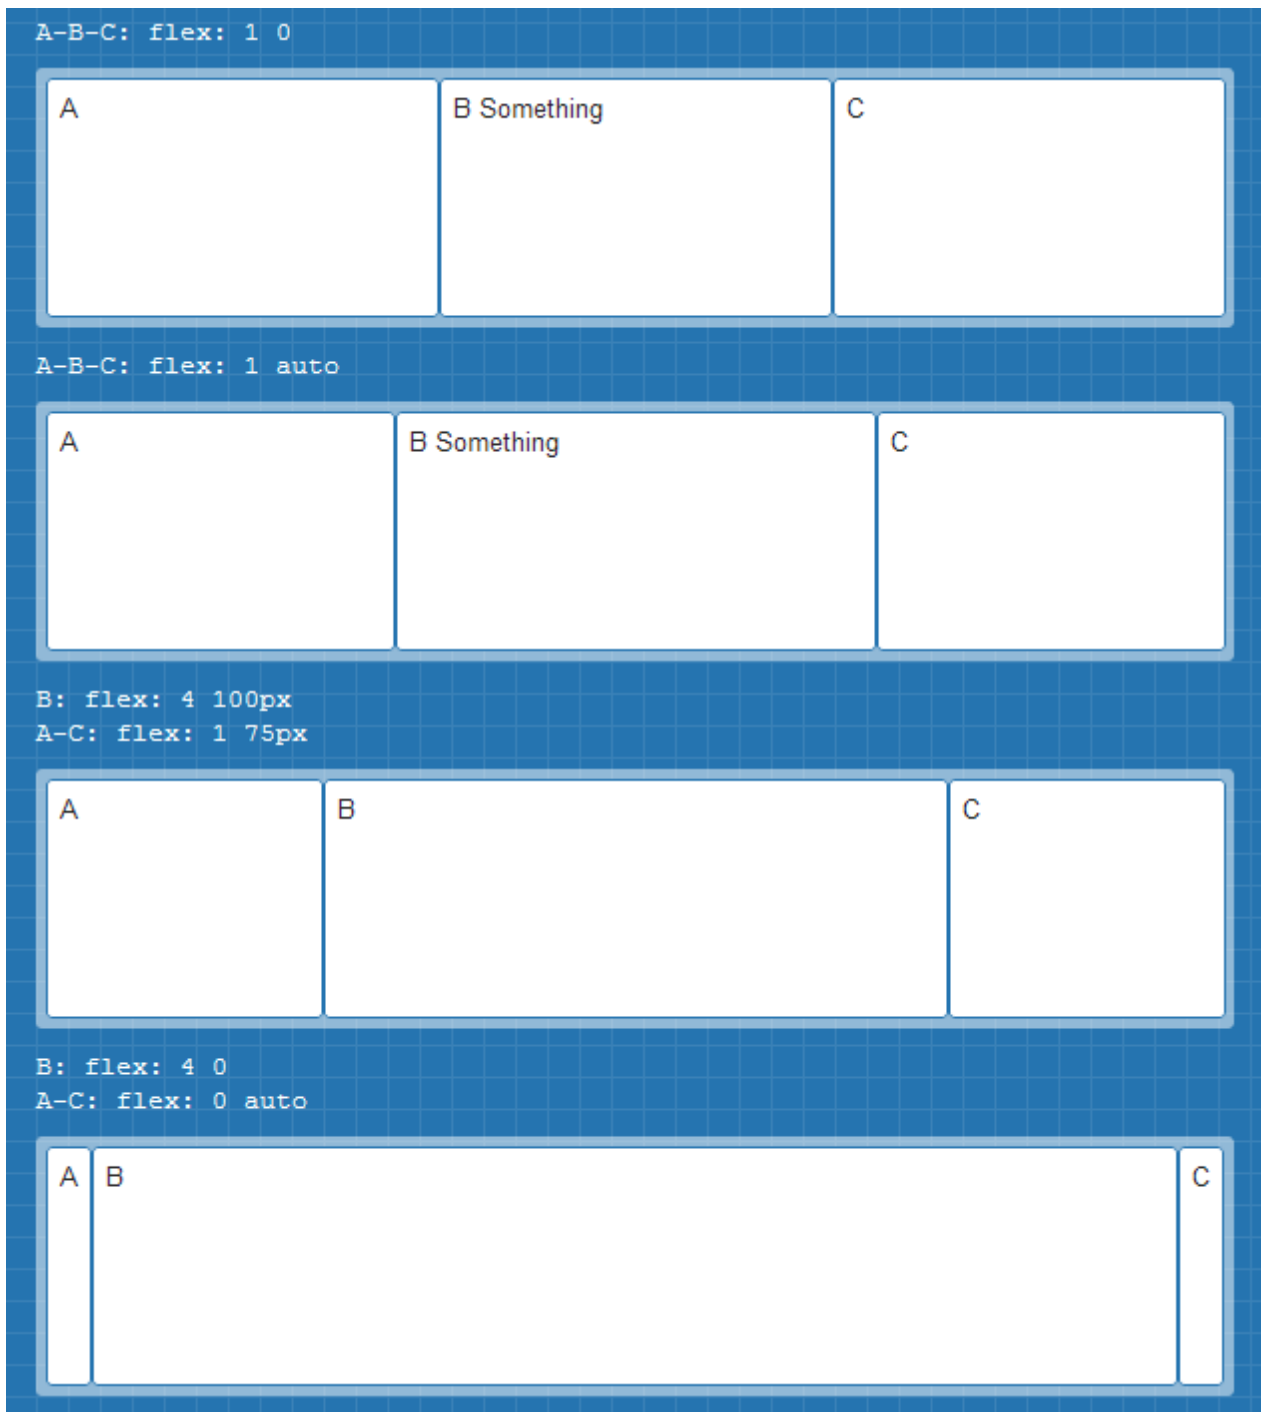 A-B-C: flex: 1 0
A
B Something
C
A-B-C: flex: 1 auto
A
B Something
C
B: flex: 4 100px
A-C: flex: 1 75px
A
B
C
B: flex: 4 0
A-C: flex: 0 auto
A
B
C